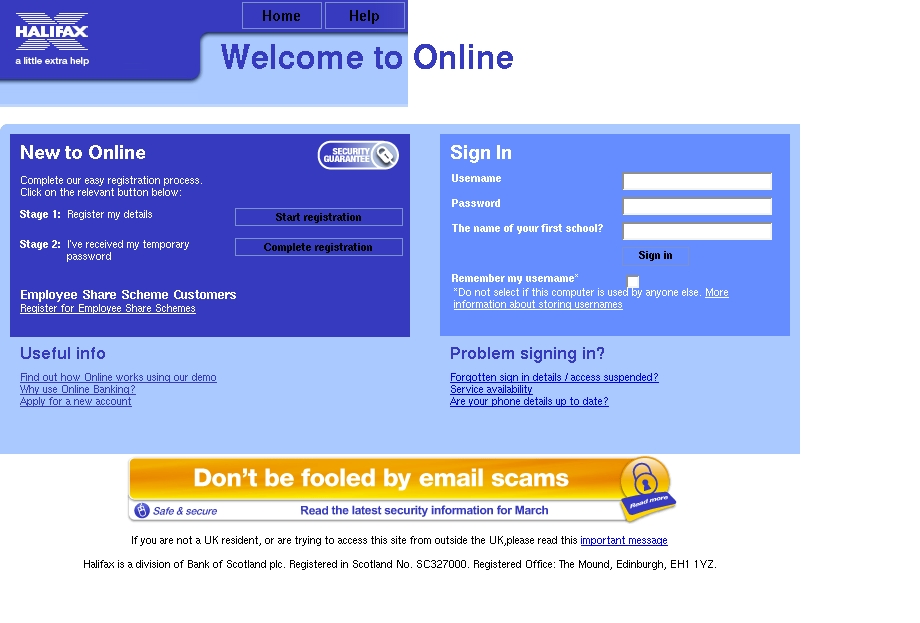 Home
Help
HALIFAX
a little extra help
Welcome to Online
New to Online
SECURITY GUARANTEE
Complete our easy registration process.
Click on the relevant button below:
Stage 1: Register my details
Start registration
Stage 2: I've received my temporary
password
Complete registration
Employee Share Scheme Customers
Register for Employee Share Schemes
Sign In
Username
Password
The name of your first school?
Sign in
Remember my username*
*Do not select if this computer is used by anyone else. More
information about storing usernames
Useful info
Find out how Online works using our demo
Why use Online Banking?
Apply for a new account
Problem signing in?
Forgotten sign in details / access suspended?
Service availability
Are your phone details up to date?
Don't be fooled by email scams
Safe & secure
Read the latest security information for March
Read more
If you are not a UK resident, or are trying to access this site from outside the UK,please read this important message
Halifax is a division of Bank of Scotland plc. Registered in Scotland No. SC327000. Registered Office: The Mound, Edinburgh, EH1 1YZ.